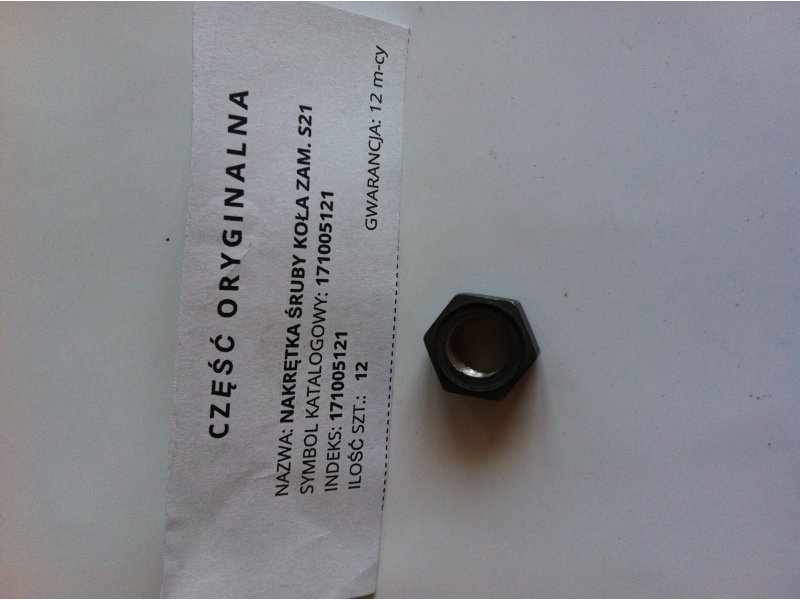 CZĘŚĆ ORYGINALNA
NAZWA: NAKRĘTKA ŚRUBY KOŁA ZAM. S21
SYMBOL KATALOGOWY: 171005121
INDEKS: 171005121
ILOŚĆ SZT.: 12
GWARANCJA: 12 m-cy